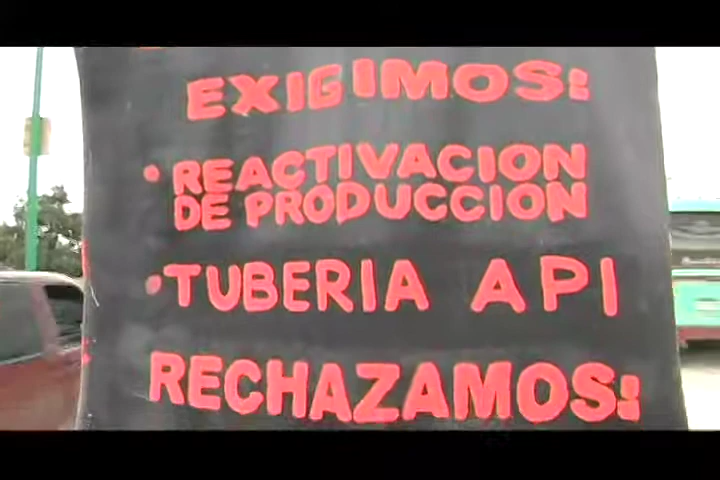 EXIGIMOS:
• REACTIVACION
DE PRODUCCION
• TUBERIA API
RECHAZAMOS: